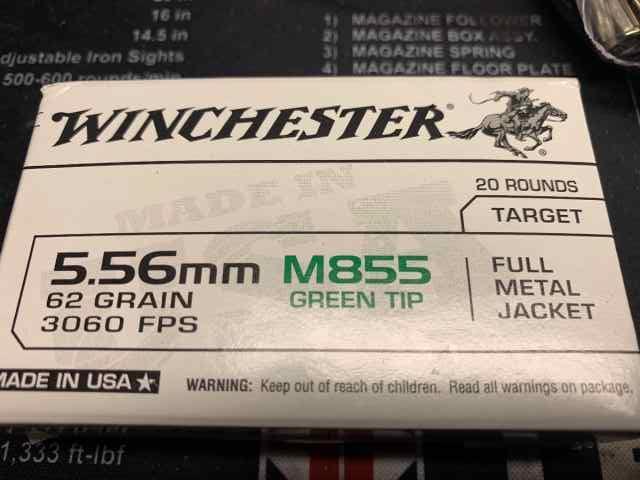 16 in
14.5 in
djustable Iron Sights
500-600 rounds/min
1) MAGAZINE FOLLOWER
2) MAGAZINE BOX ASSY.
3) MAGAZINE SPRING
4) MAGAZINE FLOOR PLATE
WINCHESTER
®
MADE IN
USA
20 ROUNDS
TARGET
5.56mm M855
62 GRAIN GREEN TIP
3060 FPS
FULL
METAL
JACKET
MADE IN USA
WARNING: Keep out of reach of children. Read all warnings on package.
1,333 ft-lbf